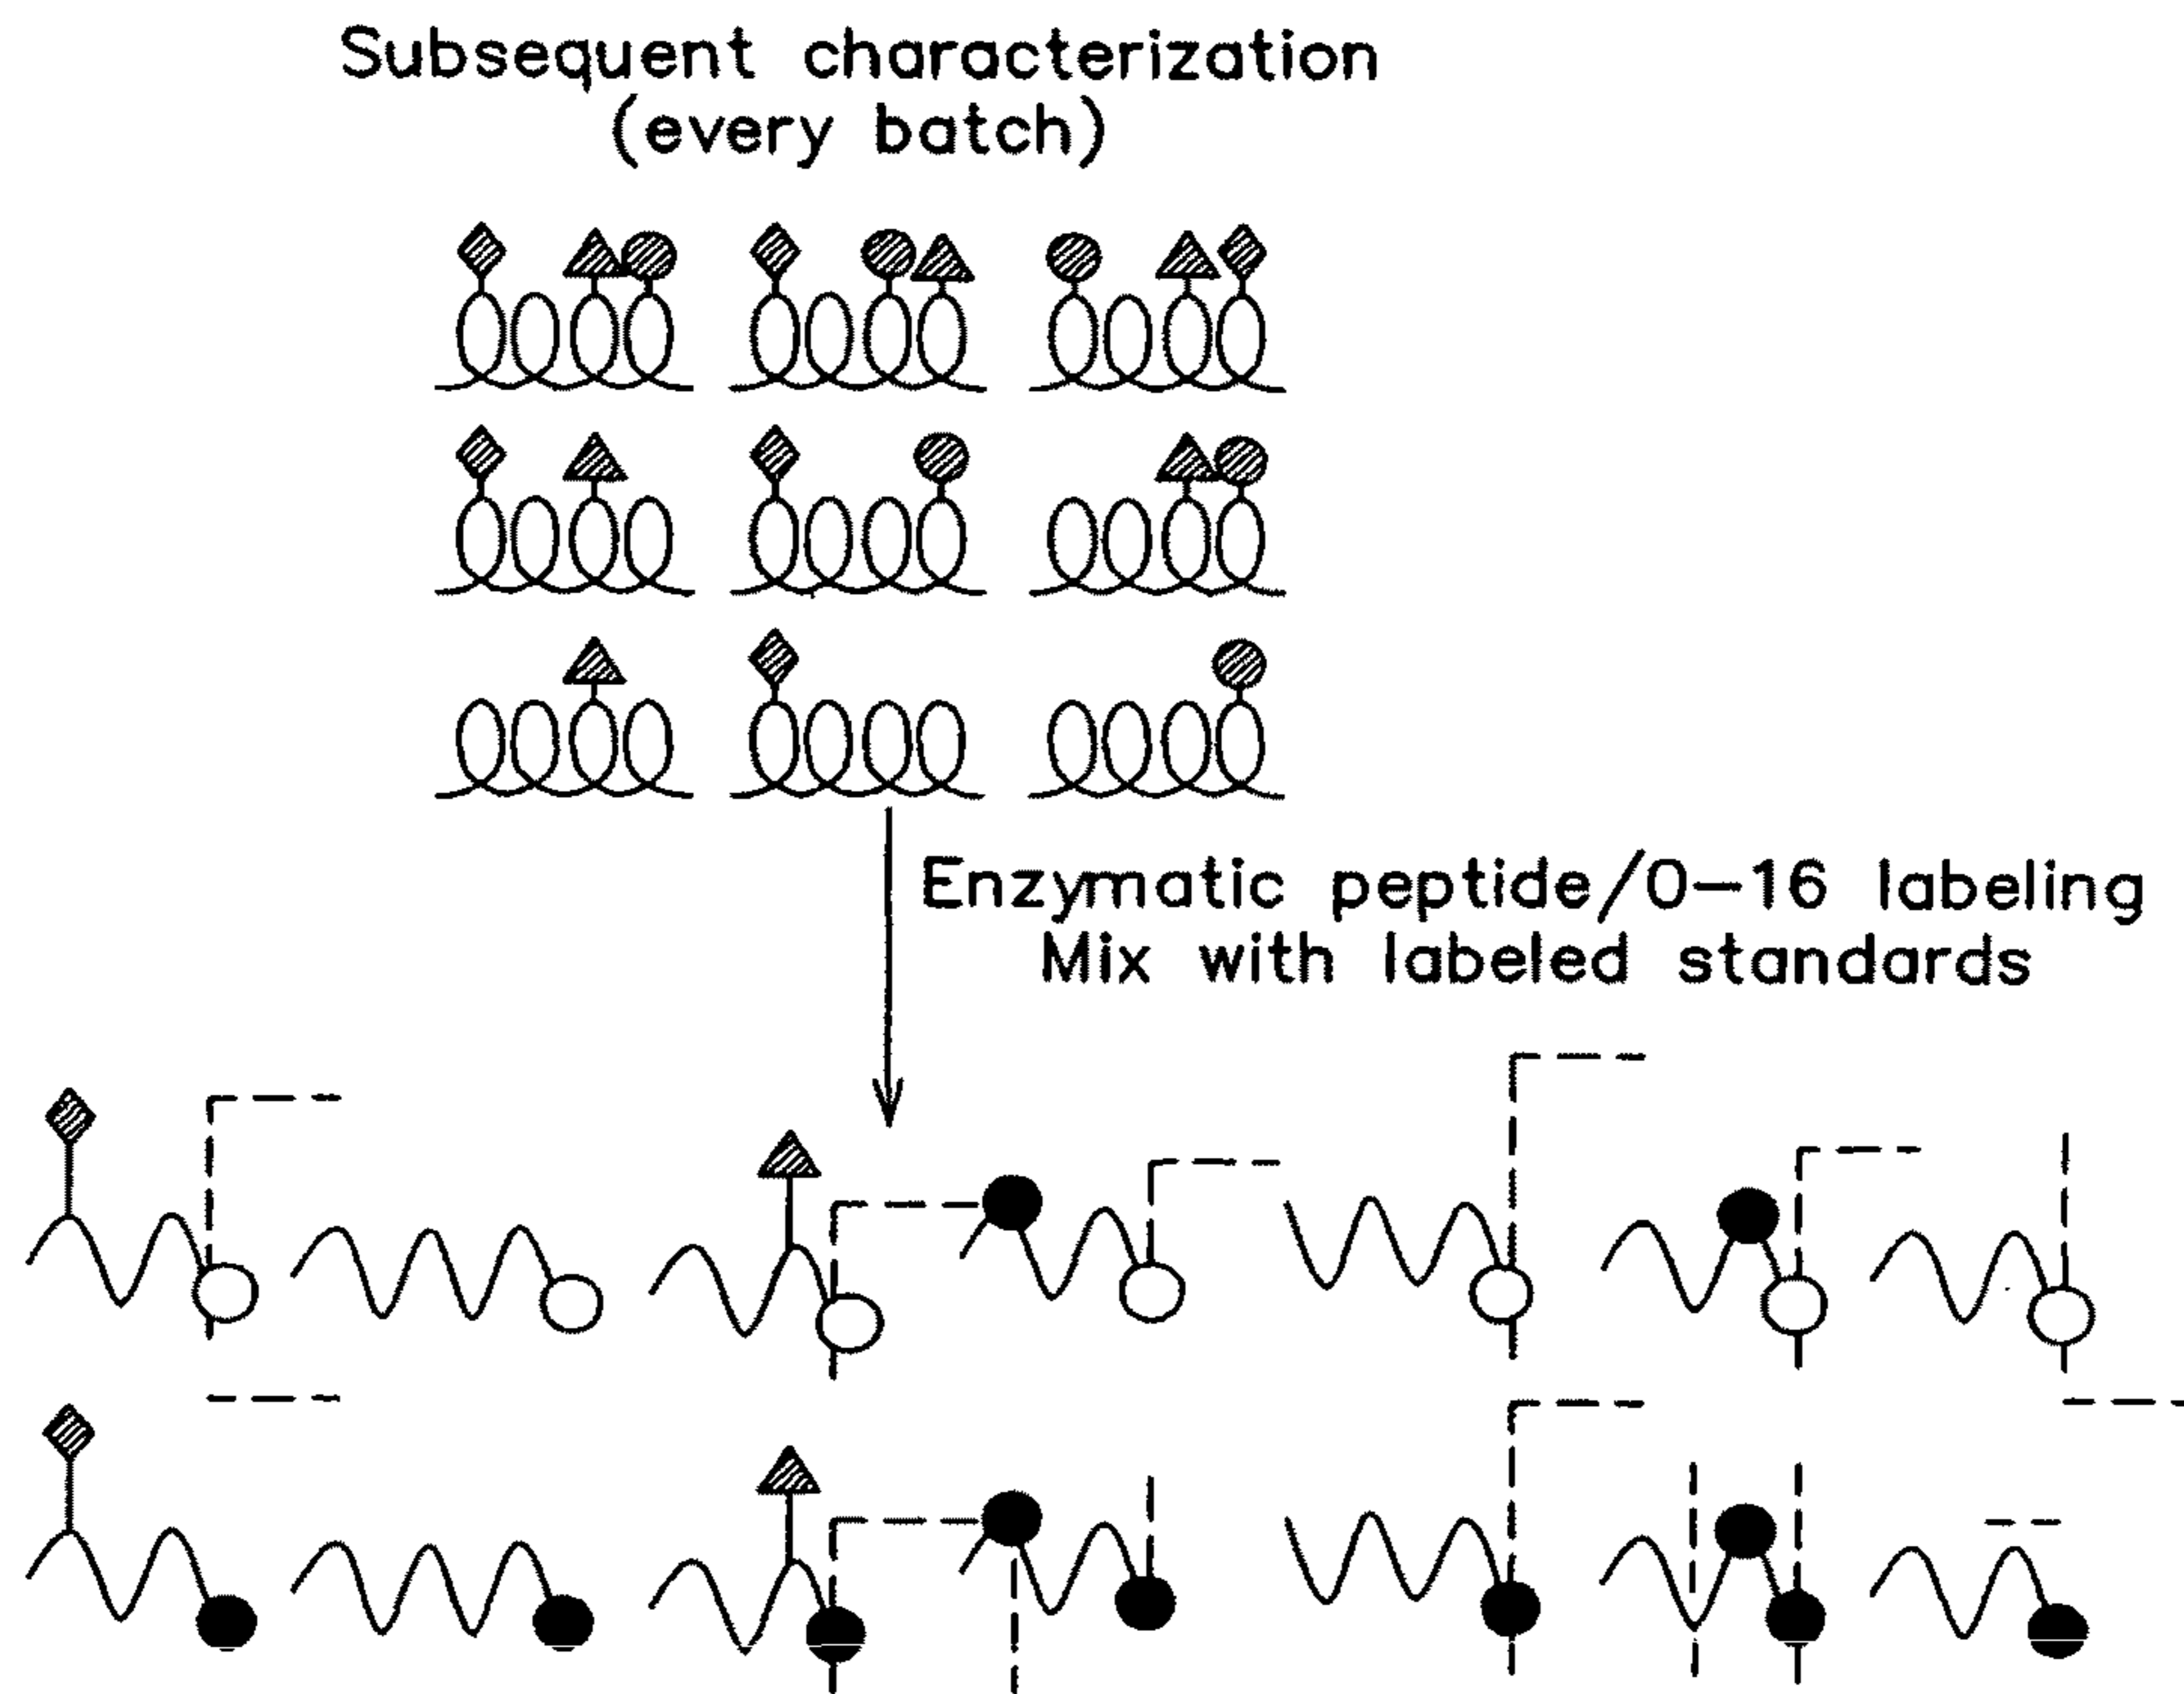 Subsequent characterization
(every batch)
Enzymatic peptide/O-16 labeling
Mix with labeled standards